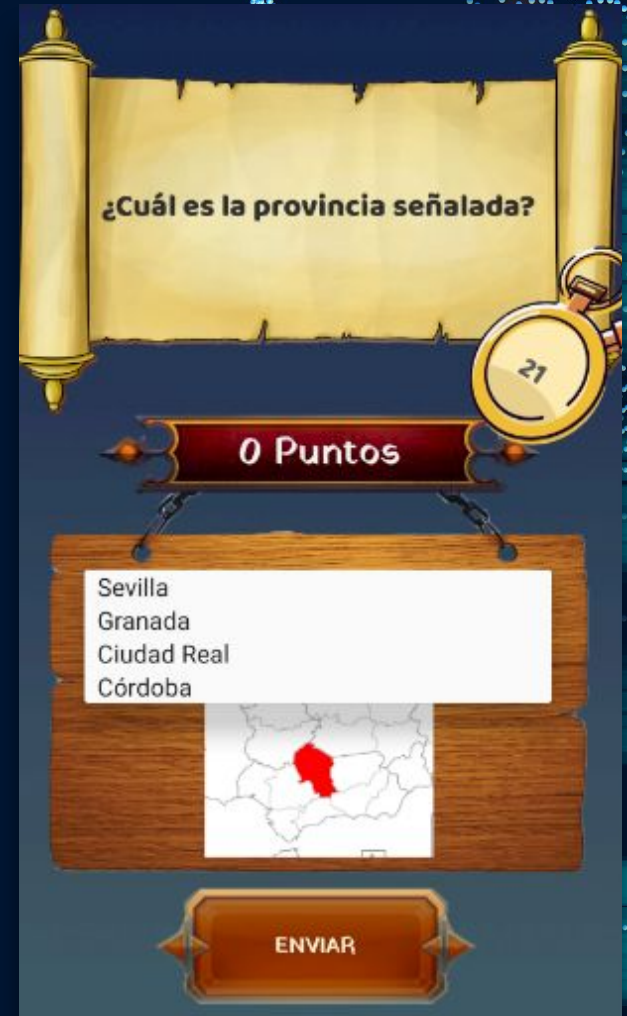 ¿Cuál es la provincia señalada?
21
0 Puntos
Sevilla
Granada
Ciudad Real
Córdoba
ENVIAR